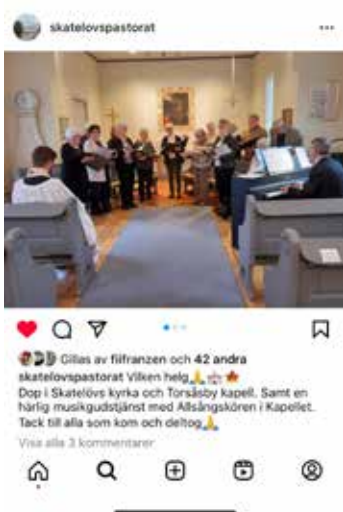 skatelovspastorat
Gillas av fiifranzen och 42 andra
skatelovspastorat Vilken helg🙏⛪🍁
Dop i Skatelövs kyrka och Torsåsby kapell. Samt en
härlig musikgudstjänst med Allsångskören i Kapellet.
Tack till alla som kom och deltog🙏
Visa alla 3 kommentarer